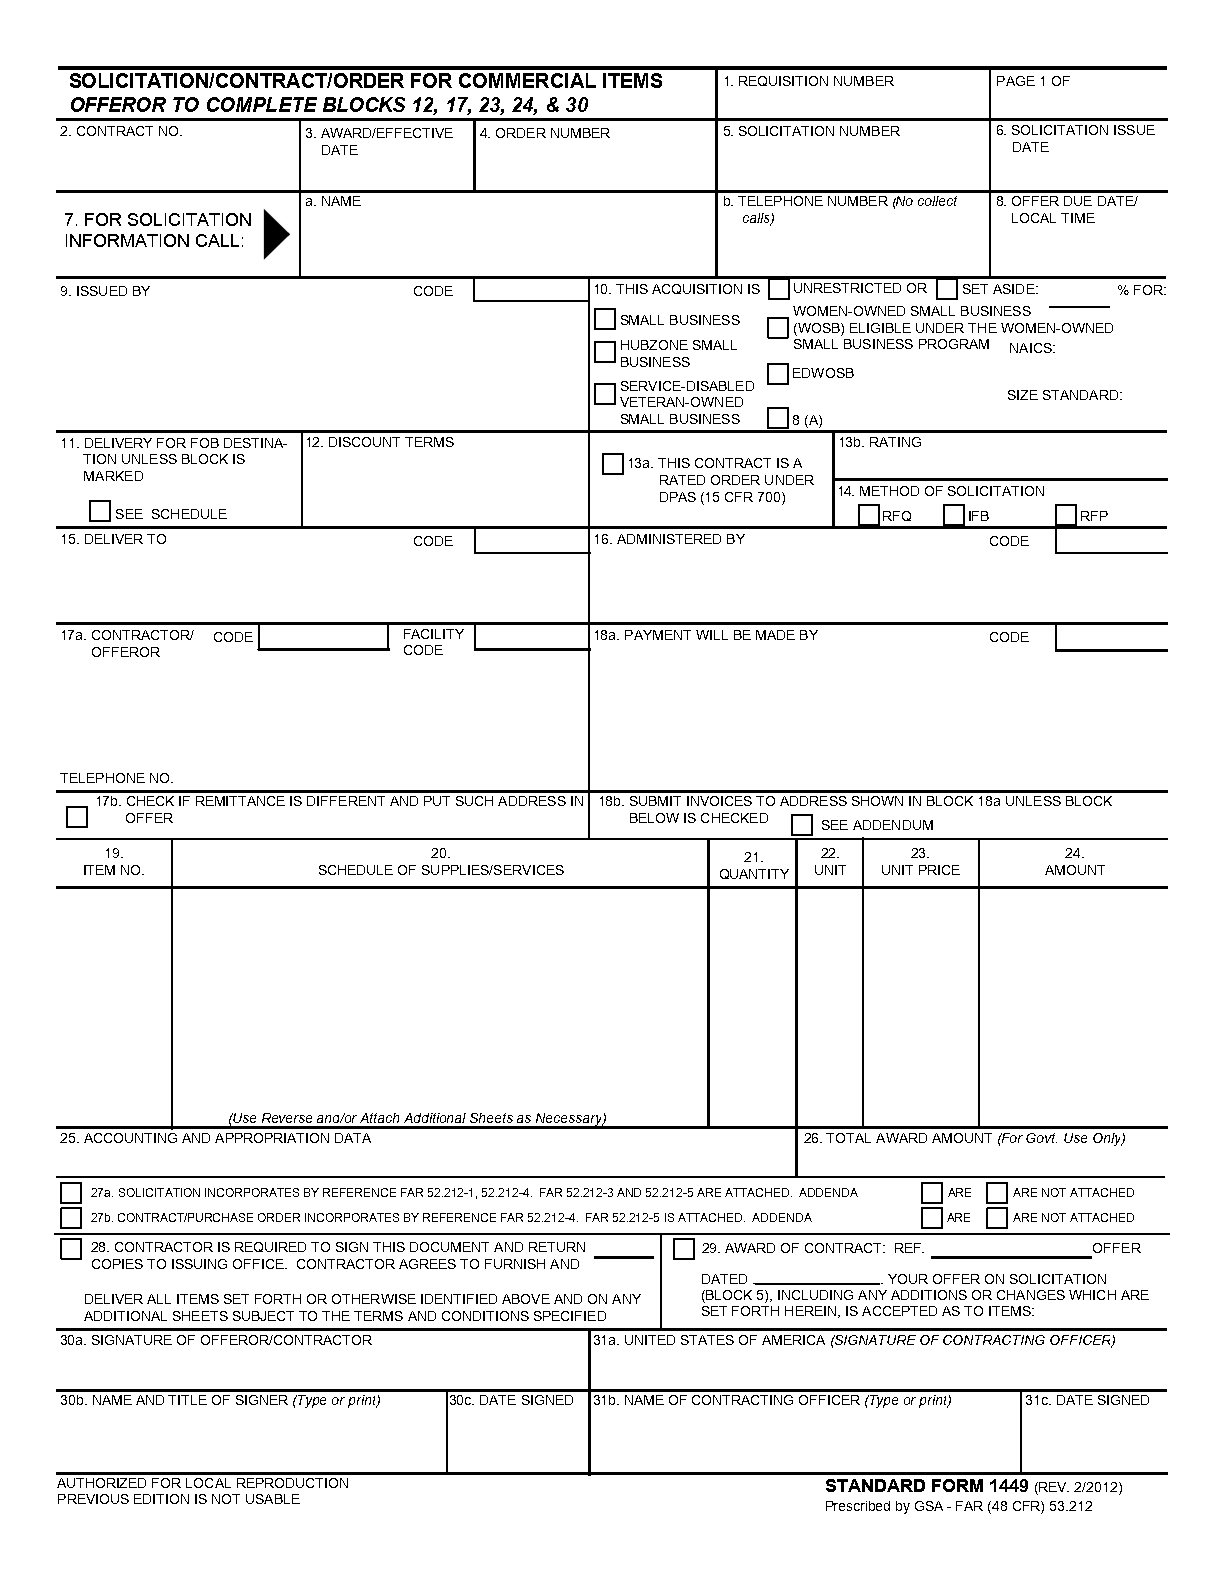 SOLICITATION/CONTRACT/ORDER FOR COMMERCIAL ITEMS
OFFEROR TO COMPLETE BLOCKS 12, 17, 23, 24, & 30
1. REQUISITION NUMBER
PAGE 1 OF
2. CONTRACT NO.
3. AWARD/EFFECTIVE
DATE
4. ORDER NUMBER
5. SOLICITATION NUMBER
6. SOLICITATION ISSUE
DATE
7. FOR SOLICITATION
INFORMATION CALL:
a. NAME
b. TELEPHONE NUMBER (No collect
calls)
8. OFFER DUE DATE/
LOCAL TIME
9. ISSUED BY
CODE
10. THIS ACQUISITION IS
UNRESTRICTED OR
SET ASIDE:
% FOR:
SMALL BUSINESS
HUBZONE SMALL
BUSINESS
SERVICE-DISABLED
VETERAN-OWNED
SMALL BUSINESS
WOMEN-OWNED SMALL BUSINESS
(WOSB) ELIGIBLE UNDER THE WOMEN-OWNED
SMALL BUSINESS PROGRAM
NAICS:
EDWOSB
SIZE STANDARD:
8 (A)
11. DELIVERY FOR FOB DESTINA-
TION UNLESS BLOCK IS
MARKED
SEE SCHEDULE
12. DISCOUNT TERMS
13a. THIS CONTRACT IS A
RATED ORDER UNDER
DPAS (15 CFR 700)
13b. RATING
14. METHOD OF SOLICITATION
RFQ
IFB
RFP
15. DELIVER TO
CODE
16. ADMINISTERED BY
CODE
17a. CONTRACTOR/
OFFEROR
CODE
FACILITY
CODE
TELEPHONE NO.
18a. PAYMENT WILL BE MADE BY
CODE
17b. CHECK IF REMITTANCE IS DIFFERENT AND PUT SUCH ADDRESS IN
OFFER
18b. SUBMIT INVOICES TO ADDRESS SHOWN IN BLOCK 18a UNLESS BLOCK
BELOW IS CHECKED
SEE ADDENDUM
19.
ITEM NO.
20.
SCHEDULE OF SUPPLIES/SERVICES
21.
QUANTITY
22.
UNIT
23.
UNIT PRICE
24.
AMOUNT
(Use Reverse and/or Attach Additional Sheets as Necessary)
25. ACCOUNTING AND APPROPRIATION DATA
26. TOTAL AWARD AMOUNT (For Govt. Use Only)
27a. SOLICITATION INCORPORATES BY REFERENCE FAR 52.212-1, 52.212-4. FAR 52.212-3 AND 52.212-5 ARE ATTACHED. ADDENDA
ARE
ARE NOT ATTACHED
27b. CONTRACT/PURCHASE ORDER INCORPORATES BY REFERENCE FAR 52.212-4. FAR 52.212-5 IS ATTACHED. ADDENDA
ARE
ARE NOT ATTACHED
28. CONTRACTOR IS REQUIRED TO SIGN THIS DOCUMENT AND RETURN
COPIES TO ISSUING OFFICE. CONTRACTOR AGREES TO FURNISH AND
DELIVER ALL ITEMS SET FORTH OR OTHERWISE IDENTIFIED ABOVE AND ON ANY
ADDITIONAL SHEETS SUBJECT TO THE TERMS AND CONDITIONS SPECIFIED
29. AWARD OF CONTRACT: REF. OFFER
DATED . YOUR OFFER ON SOLICITATION
(BLOCK 5), INCLUDING ANY ADDITIONS OR CHANGES WHICH ARE
SET FORTH HEREIN, IS ACCEPTED AS TO ITEMS:
30a. SIGNATURE OF OFFEROR/CONTRACTOR
31a. UNITED STATES OF AMERICA (SIGNATURE OF CONTRACTING OFFICER)
30b. NAME AND TITLE OF SIGNER (Type or print)
30c. DATE SIGNED
31b. NAME OF CONTRACTING OFFICER (Type or print)
31c. DATE SIGNED
AUTHORIZED FOR LOCAL REPRODUCTION
PREVIOUS EDITION IS NOT USABLE
STANDARD FORM 1449 (REV. 2/2012)
Prescribed by GSA - FAR (48 CFR) 53.212